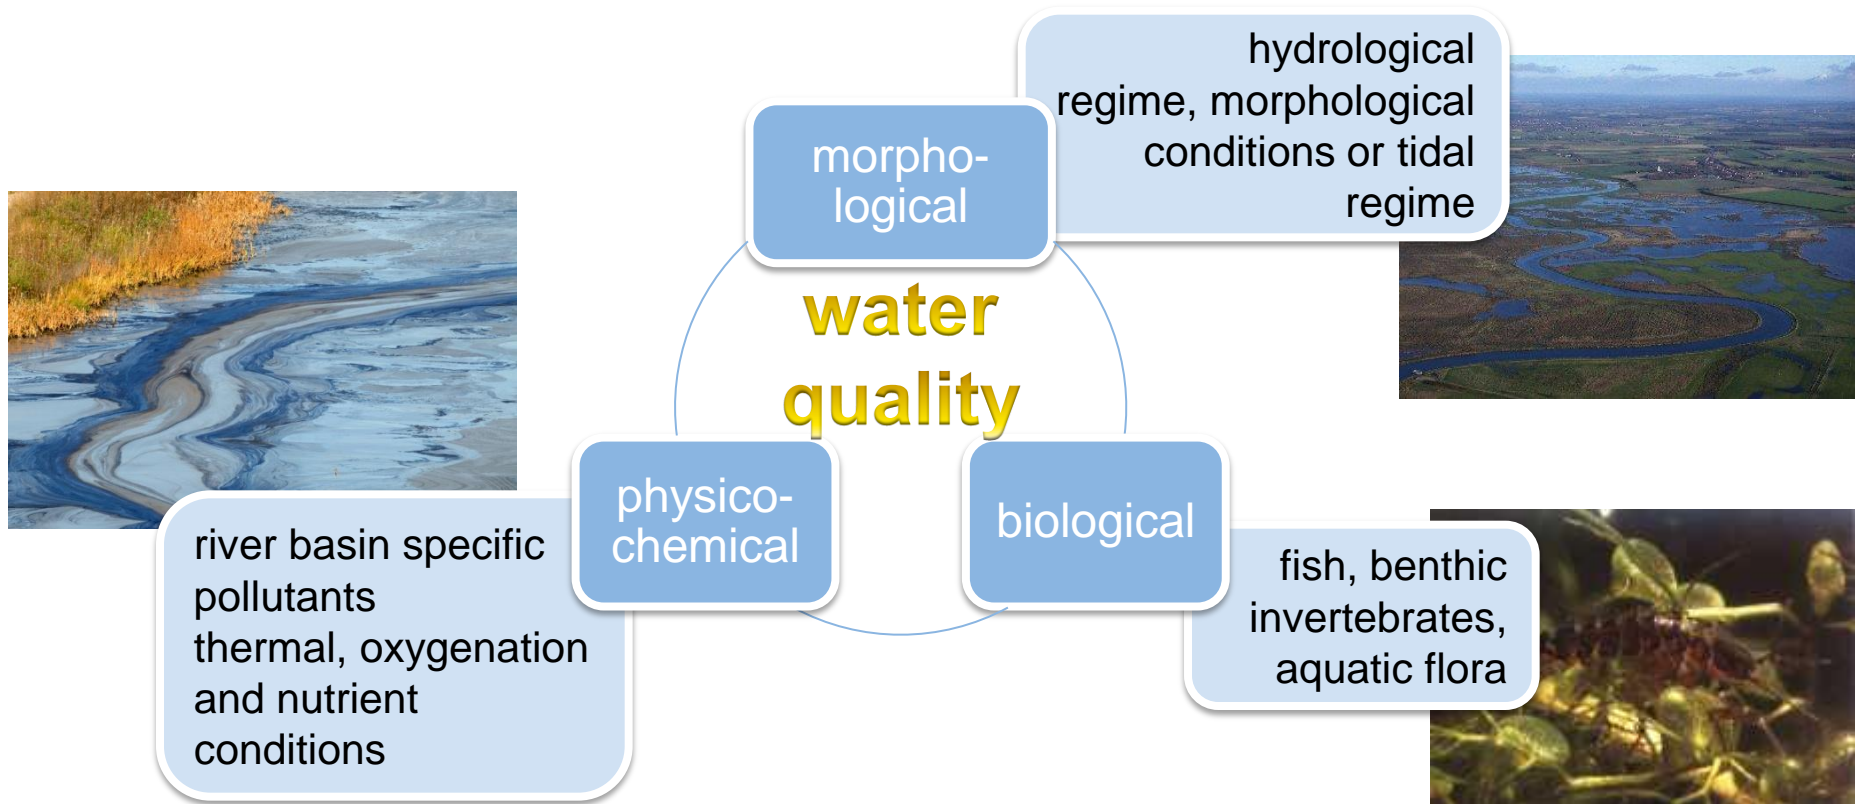 hydrological
regime, morphological
conditions or tidal
regime
morpho-
logical
water
quality
physico-
chemical
biological
river basin specific
pollutants
thermal, oxygenation
and nutrient
conditions
fish, benthic
invertebrates,
aquatic flora